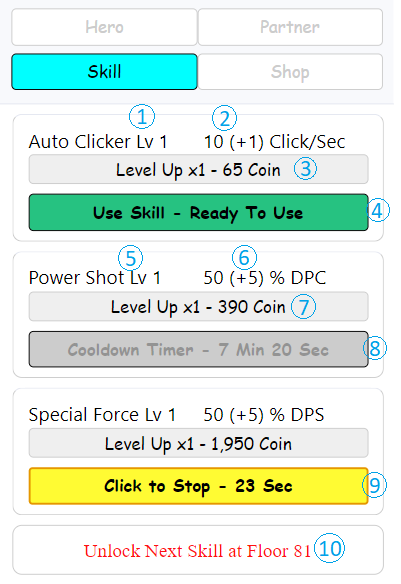 Hero Partner
Skill Shop
1 2
Auto Clicker Lv 1 10 (+1) Click/Sec
Level Up x1 - 65 Coin 3
Use Skill - Ready To Use 4
5 6
Power Shot Lv 1 50 (+5) % DPC
Level Up x1 - 390 Coin 7
Cooldown Timer - 7 Min 20 Sec 8
Special Force Lv 1 50 (+5) % DPS
Level Up x1 - 1,950 Coin
Click to Stop - 23 Sec 9
Unlock Next Skill at Floor 81 10